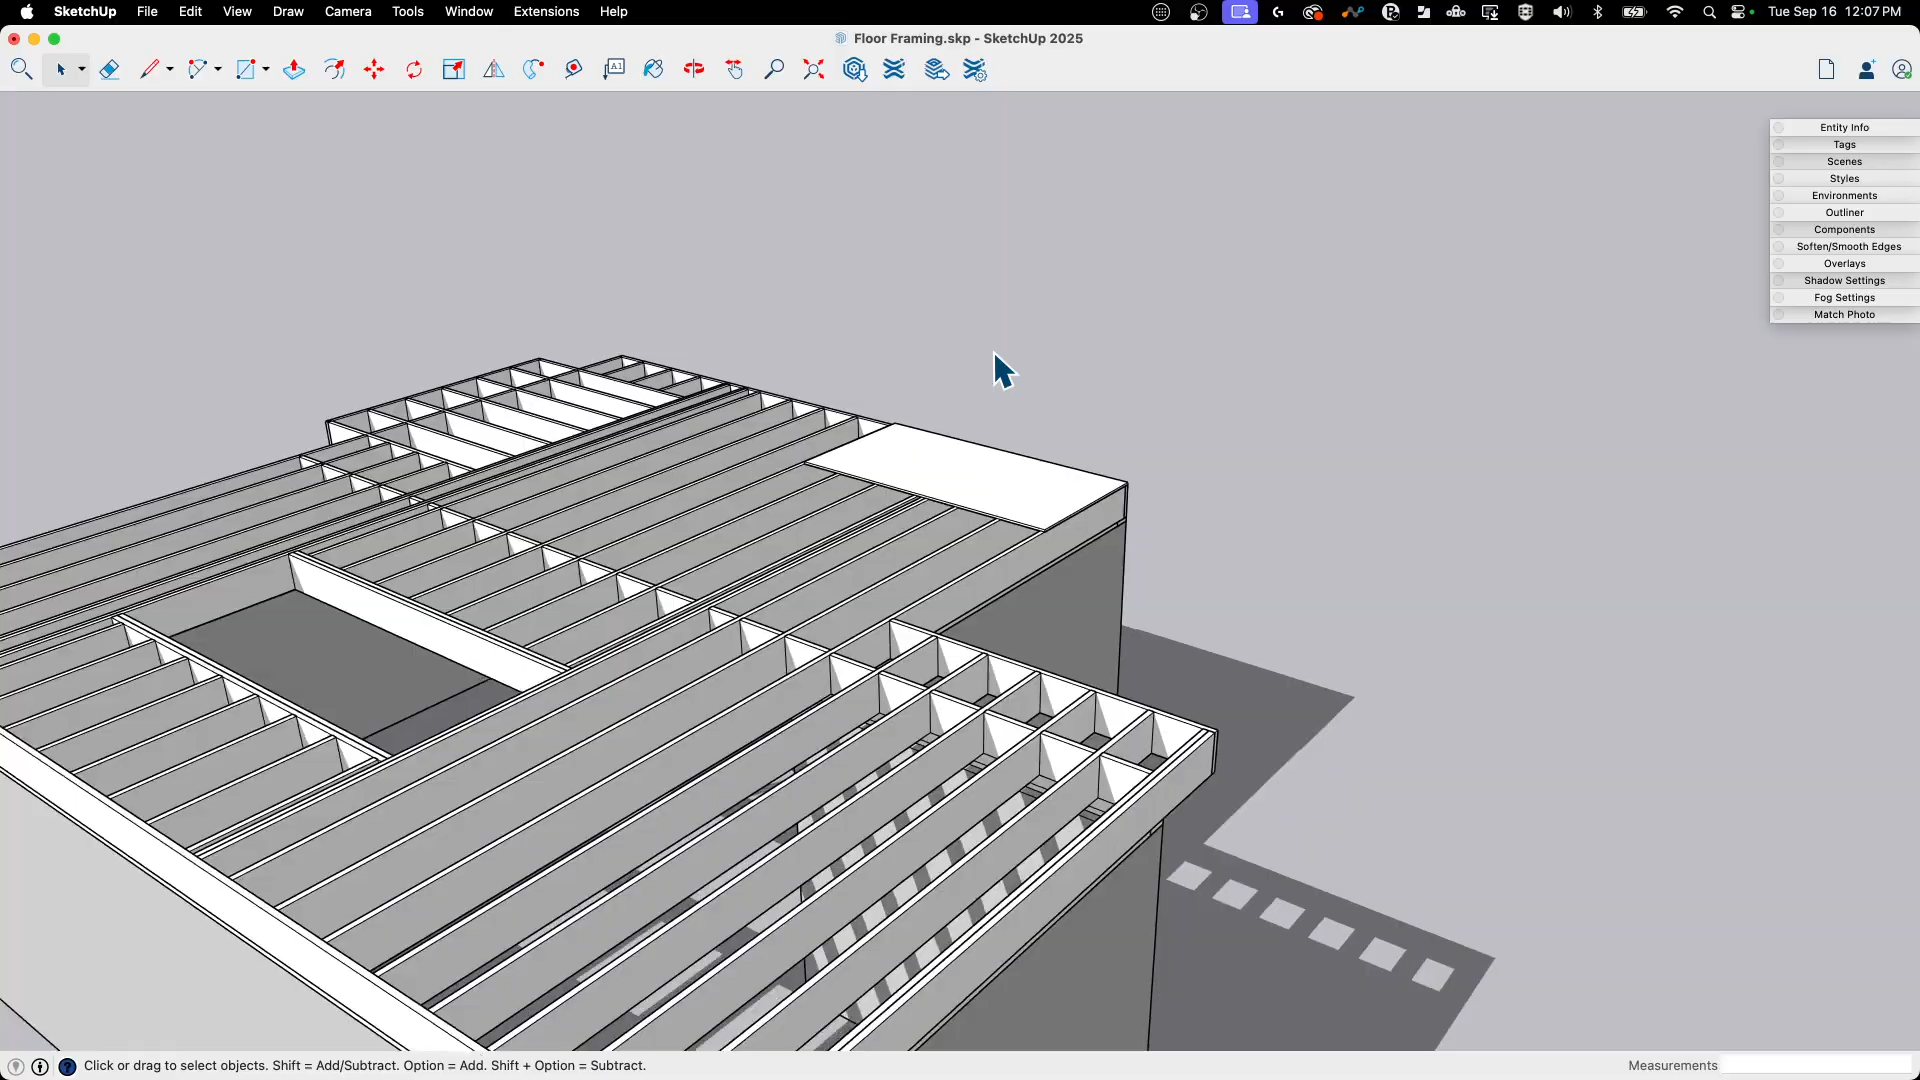 SketchUp File Edit View Draw Camera Tools Window Extensions Help
Tue Sep 16 12:07 PM
Floor Framing.skp - SketchUp 2025
A1
Entity Info
Tags
Scenes
Styles
Environments
Outliner
Components
Soften/Smooth Edges
Overlays
Shadow Settings
Fog Settings
Match Photo
Click or drag to select objects. Shift = Add/Subtract. Option = Add. Shift + Option = Subtract.
Measurements